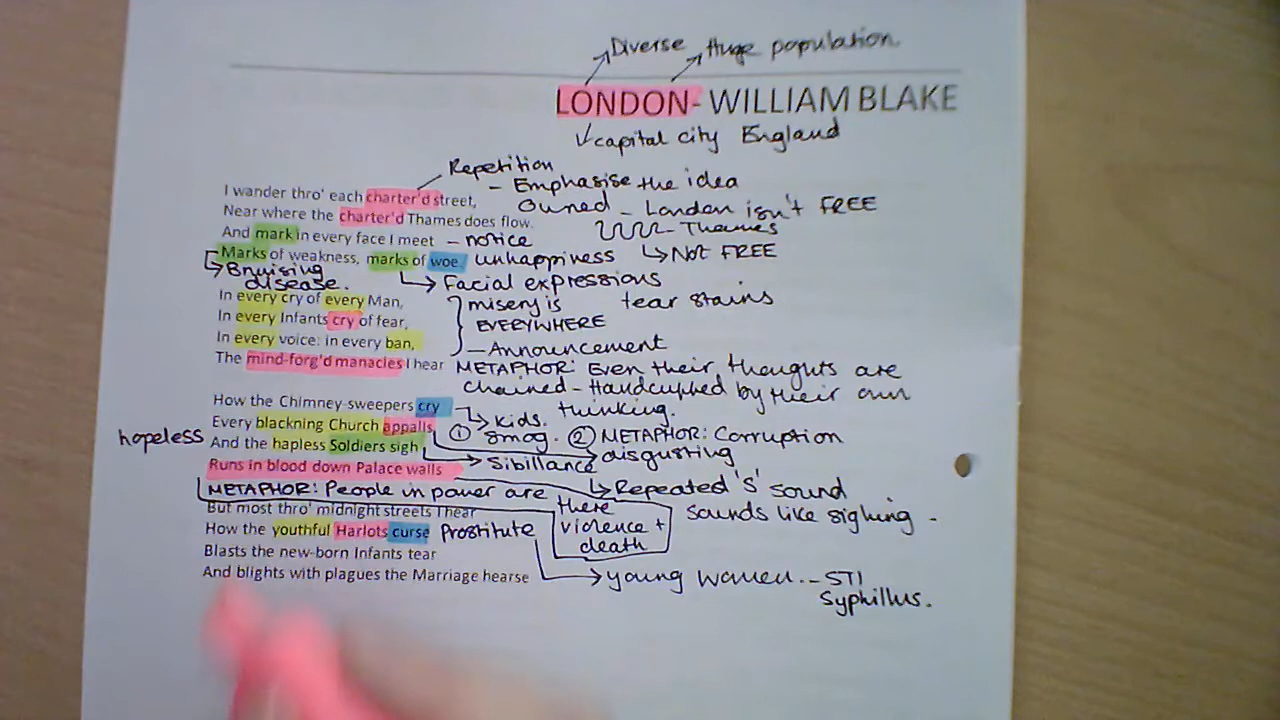 Diverse Huge population
LONDON- WILLIAM BLAKE
capital city England
Repetition
- Emphasise the idea
I wander thro' each charter'd street,
Owned - London isn't FREE
Near where the charter'd Thames does flow.
- Thames
And mark in every face I meet - notice
Not FREE
Marks of weakness, marks of woe. unhappiness
Bruising
disease.
Facial expressions
tear stains
In every cry of every Man,
misery is
In every Infants cry of fear,
EVERYWHERE
In every voice: in every ban,
- Announcement
The mind-forg'd manacles I hear
METAPHOR: Even their thoughts are
chained - Handcuffed by their own
thinking.
How the Chimney-sweepers cry
kids.
Every blackning Church appalls,
① smog. ② METAPHOR: Corruption
disgusting
hopeless And the hapless Soldiers sigh
Sibillance
Repeated 's' sound
sounds like sighing -
Runs in blood down Palace walls
METAPHOR: People in power are
there
violence +
death
But most thro' midnight streets I hear
How the youthful Harlots curse Prostitute
young women. - STI
Syphillus.
Blasts the new-born Infants tear
And blights with plagues the Marriage hearse